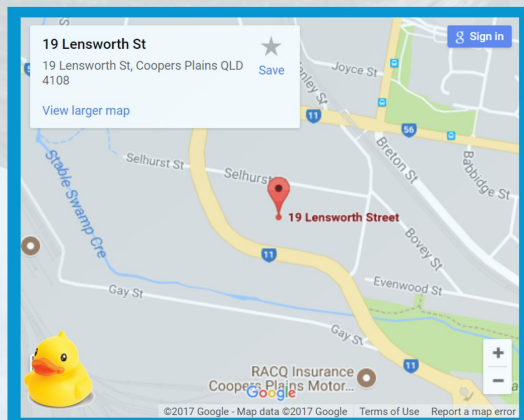 19 Lensworth St
19 Lensworth St, Coopers Plains QLD
4108
Save
View larger map
Sign in
Joyce St
11
56
Breton St
Babbidge St
Selhurst St
Stable Swamp Cre
19 Lensworth Street
Bovey St
11
Evenwood St
Gay St
Gay St
RACQ Insurance
Coopers Plains Motor...
11
Google
+
−
©2017 Google - Map data ©2017 Google
Terms of Use
Report a map error